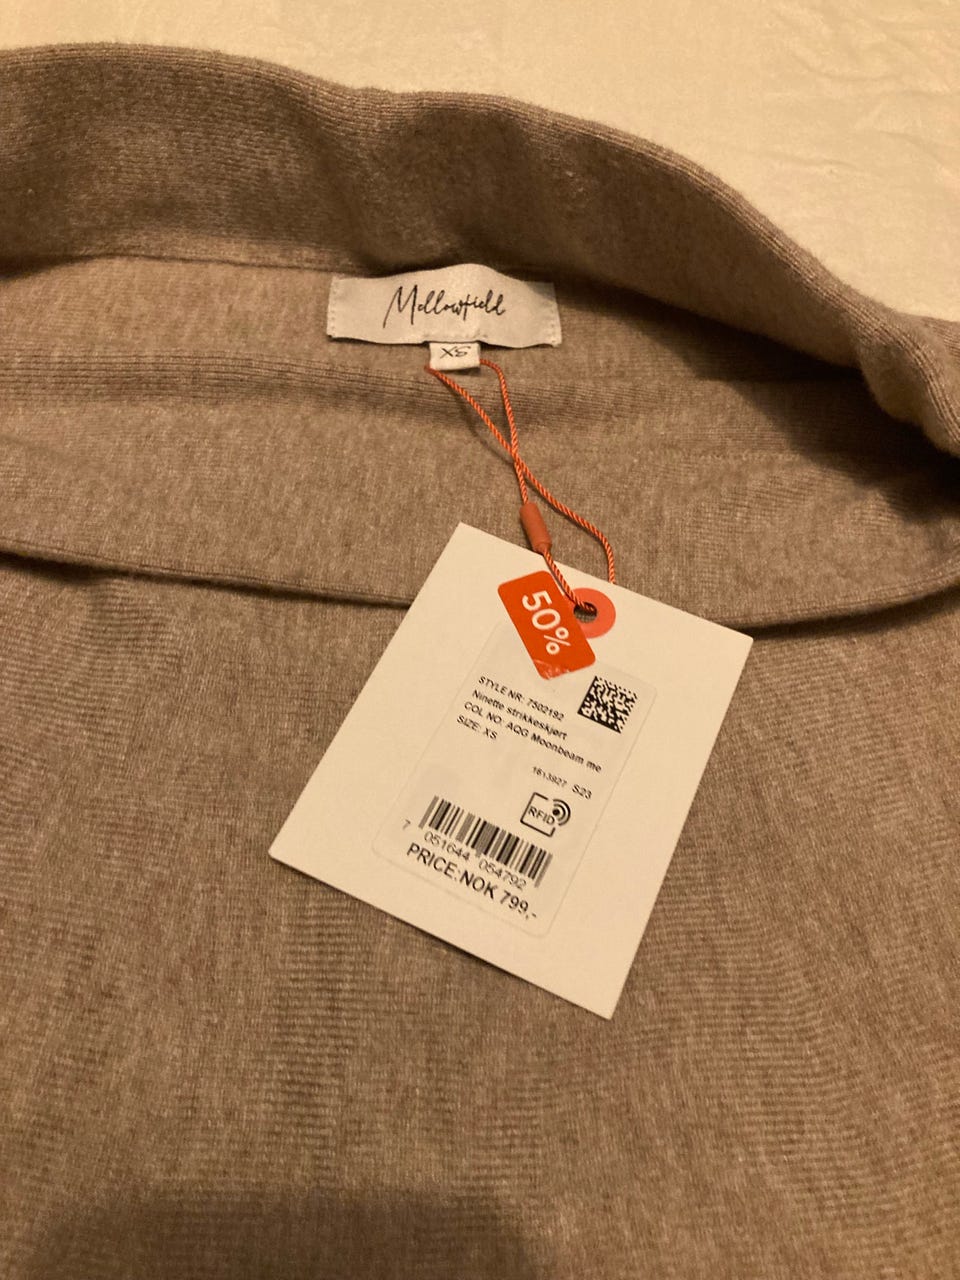 Mellowfield
XS
50%
STYLE NR: 7502192
Ninette strikkeskjørt
COL NO: AQG Moonbeam me
SIZE: XS
1613927 S23
RFID
7 051644 054792
PRICE: NOK 799,-